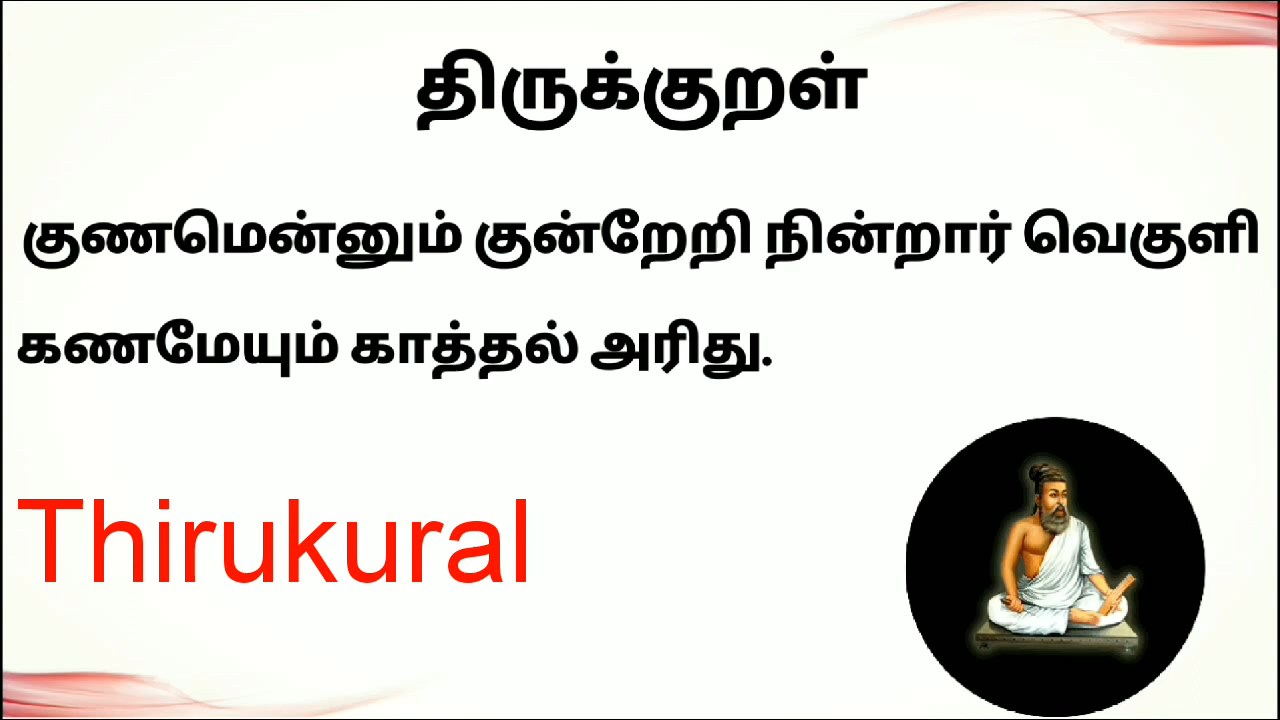 திருக்குறள்
குணமென்னும் குன்றேறி நின்றார் வெகுளி
கணமேயும் காத்தல் அரிது.
Thirukural